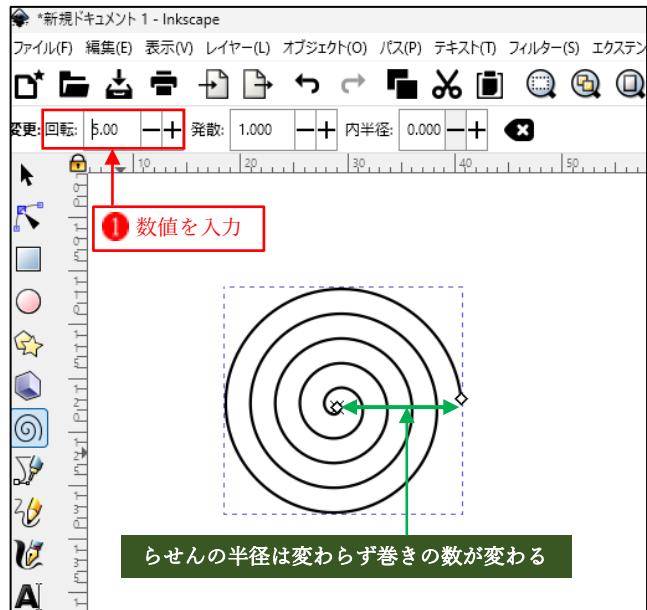 *新規ドキュメント 1 - Inkscape
ファイル(F) 編集(E) 表示(V) レイヤー(L) オブジェクト(O) パス(P) テキスト(T) フィルター(S) エクステン
変更: 回転: 5.00 発散: 1.000 内半径: 0.000
10 20 30 40 50
1 数値を入力
らせんの半径は変わらず巻きの数が変わる